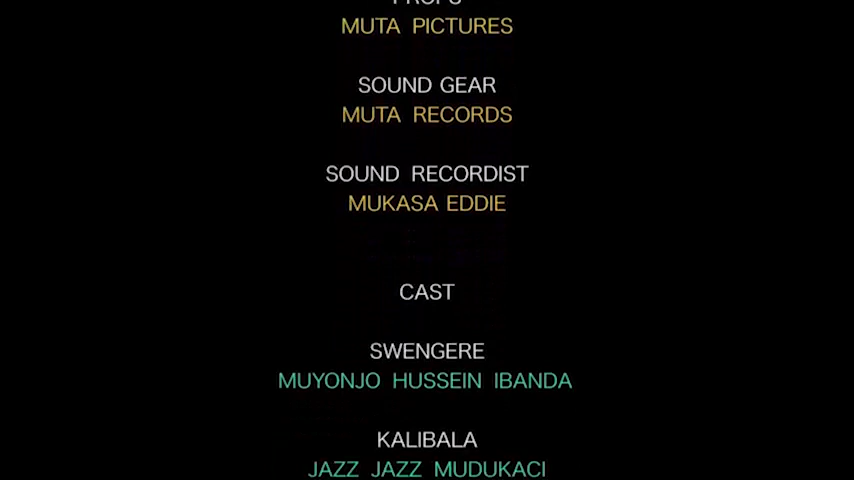 PROPS
MUTA PICTURES
SOUND GEAR
MUTA RECORDS
SOUND RECORDIST
MUKASA EDDIE
CAST
SWENGERE
MUYONJO HUSSEIN IBANDA
KALIBALA
JAZZ JAZZ MUDUKACI